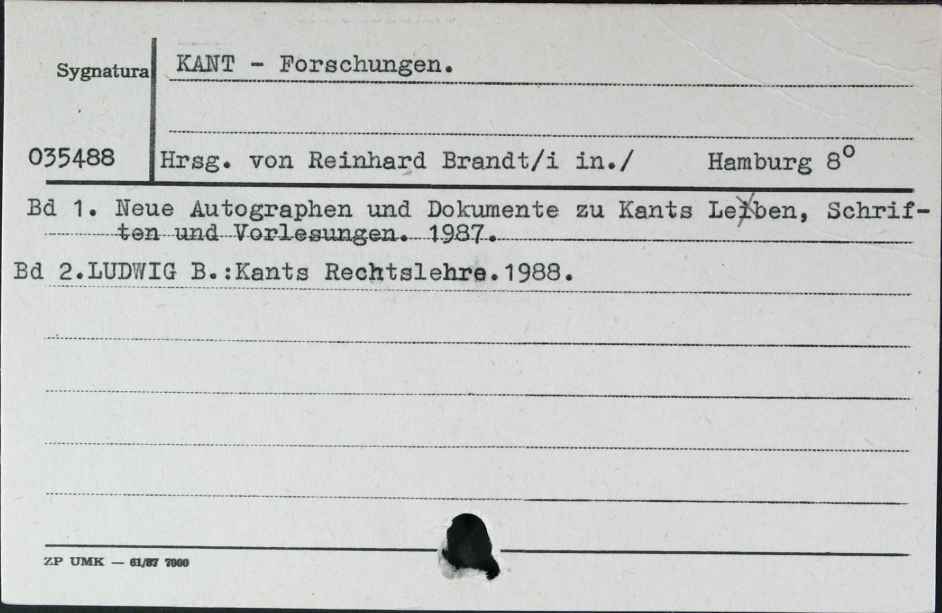 KANT - Forschungen.
Sygnatura
035488 Hrsg. von Reinhard Brandt/i in./ Hamburg 8⁰
Bd 1. Neue Autographen und Dokumente zu Kants Leben, Schrif-
ten und Vorlesungen. 1987.
Bd 2.LUDWIG B.:Kants Rechtslehre.1988.
ZP UMK — 61/87 7000